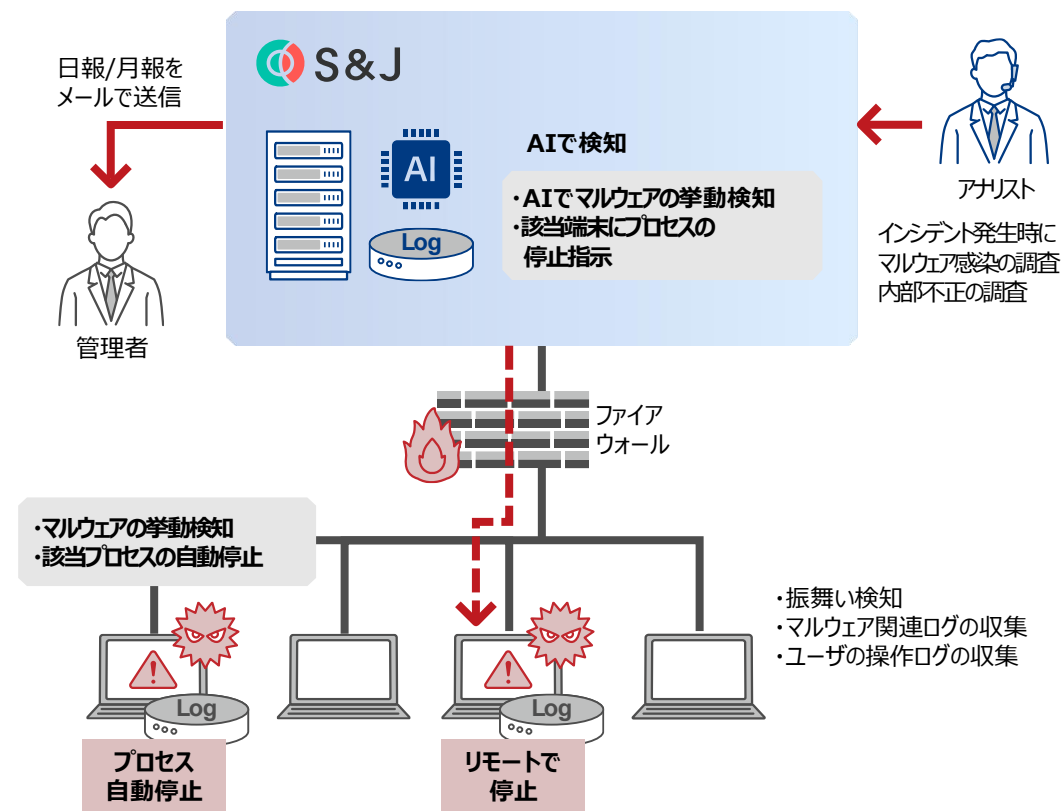 日報/月報を
メールで送信
管理者
S&J
AI
Log
AIで検知
・AIでマルウェアの挙動検知
・該当端末にプロセスの
停止指示
アナリスト
インシデント発生時に
マルウェア感染の調査
内部不正の調査
ファイア
ウォール
・マルウェアの挙動検知
・該当プロセスの自動停止
・振舞い検知
・マルウェア関連ログの収集
・ユーザの操作ログの収集
Log
プロセス
自動停止
Log
リモートで
停止